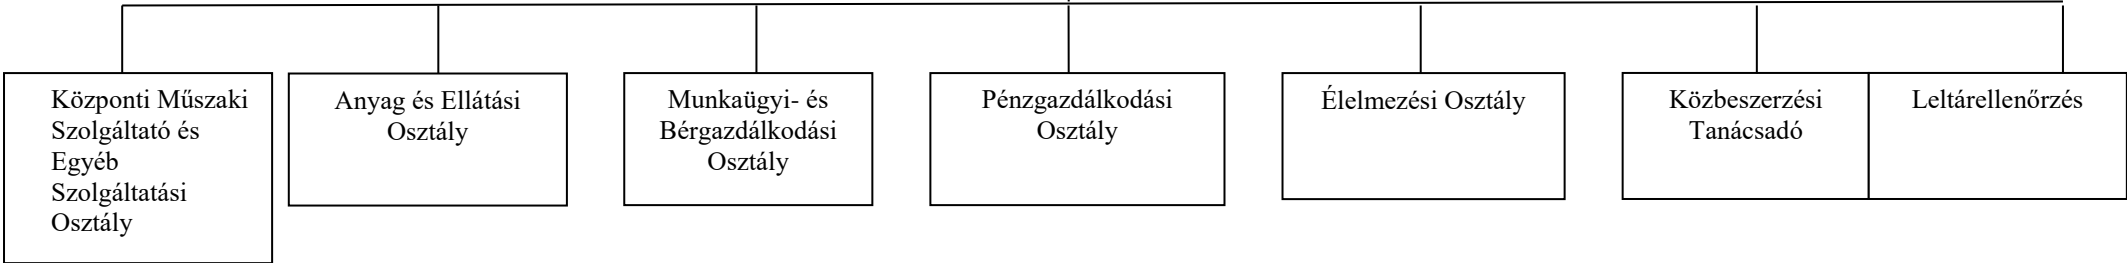 Központi Műszaki
Szolgáltató és
Egyéb
Szolgáltatási
Osztály
Anyag és Ellátási
Osztály
Munkaügyi- és
Bérgazdálkodási
Osztály
Pénzgazdálkodási
Osztály
Élelmezési Osztály
Közbeszerzési
Tanácsadó
Leltárellenőrzés